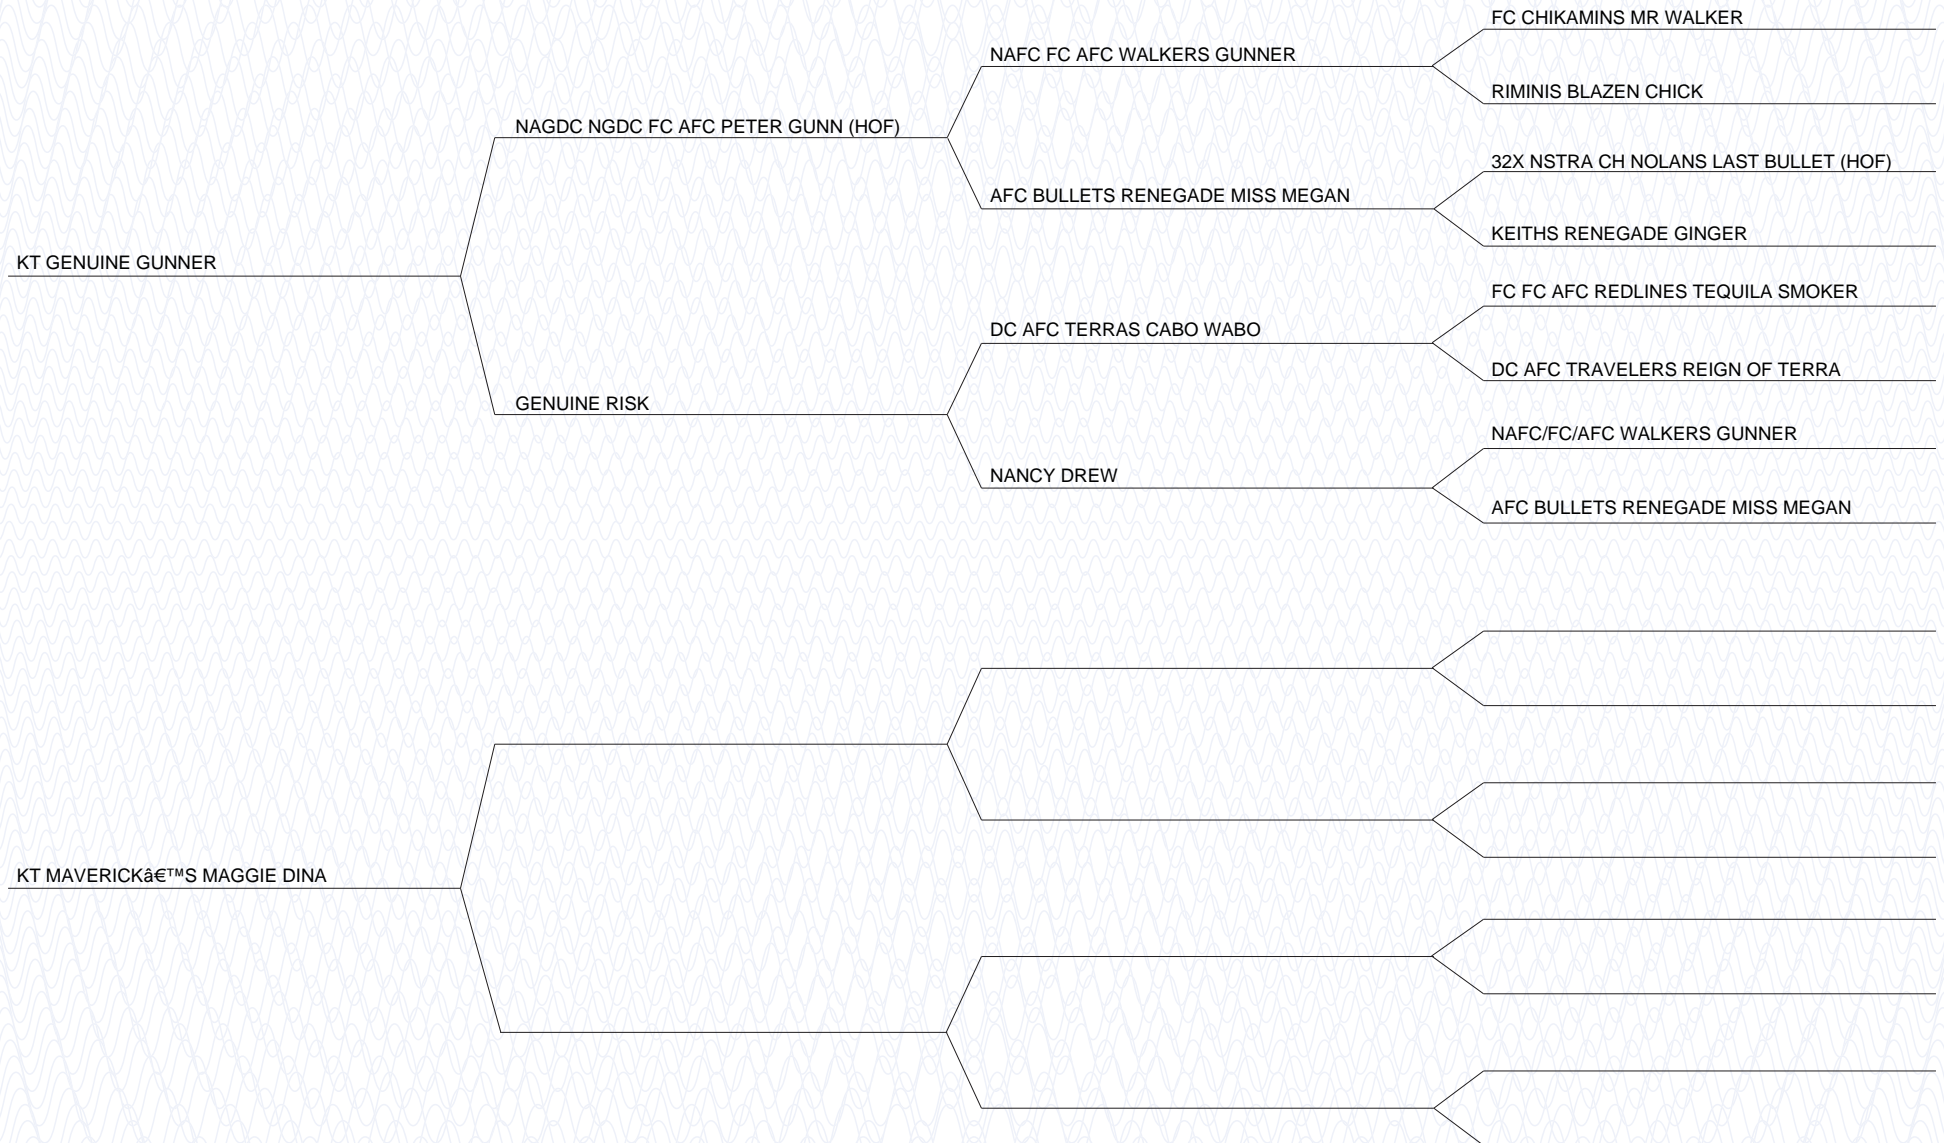 FC CHIKAMINS MR WALKER
NAFC FC AFC WALKERS GUNNER
RIMINIS BLAZEN CHICK
NAGDC NGDC FC AFC PETER GUNN (HOF)
32X NSTRA CH NOLANS LAST BULLET (HOF)
AFC BULLETS RENEGADE MISS MEGAN
KEITHS RENEGADE GINGER
KT GENUINE GUNNER
FC FC AFC REDLINES TEQUILA SMOKER
DC AFC TERRAS CABO WABO
DC AFC TRAVELERS REIGN OF TERRA
GENUINE RISK
NAFC/FC/AFC WALKERS GUNNER
NANCY DREW
AFC BULLETS RENEGADE MISS MEGAN
KT MAVERICKâ€™S MAGGIE DINA